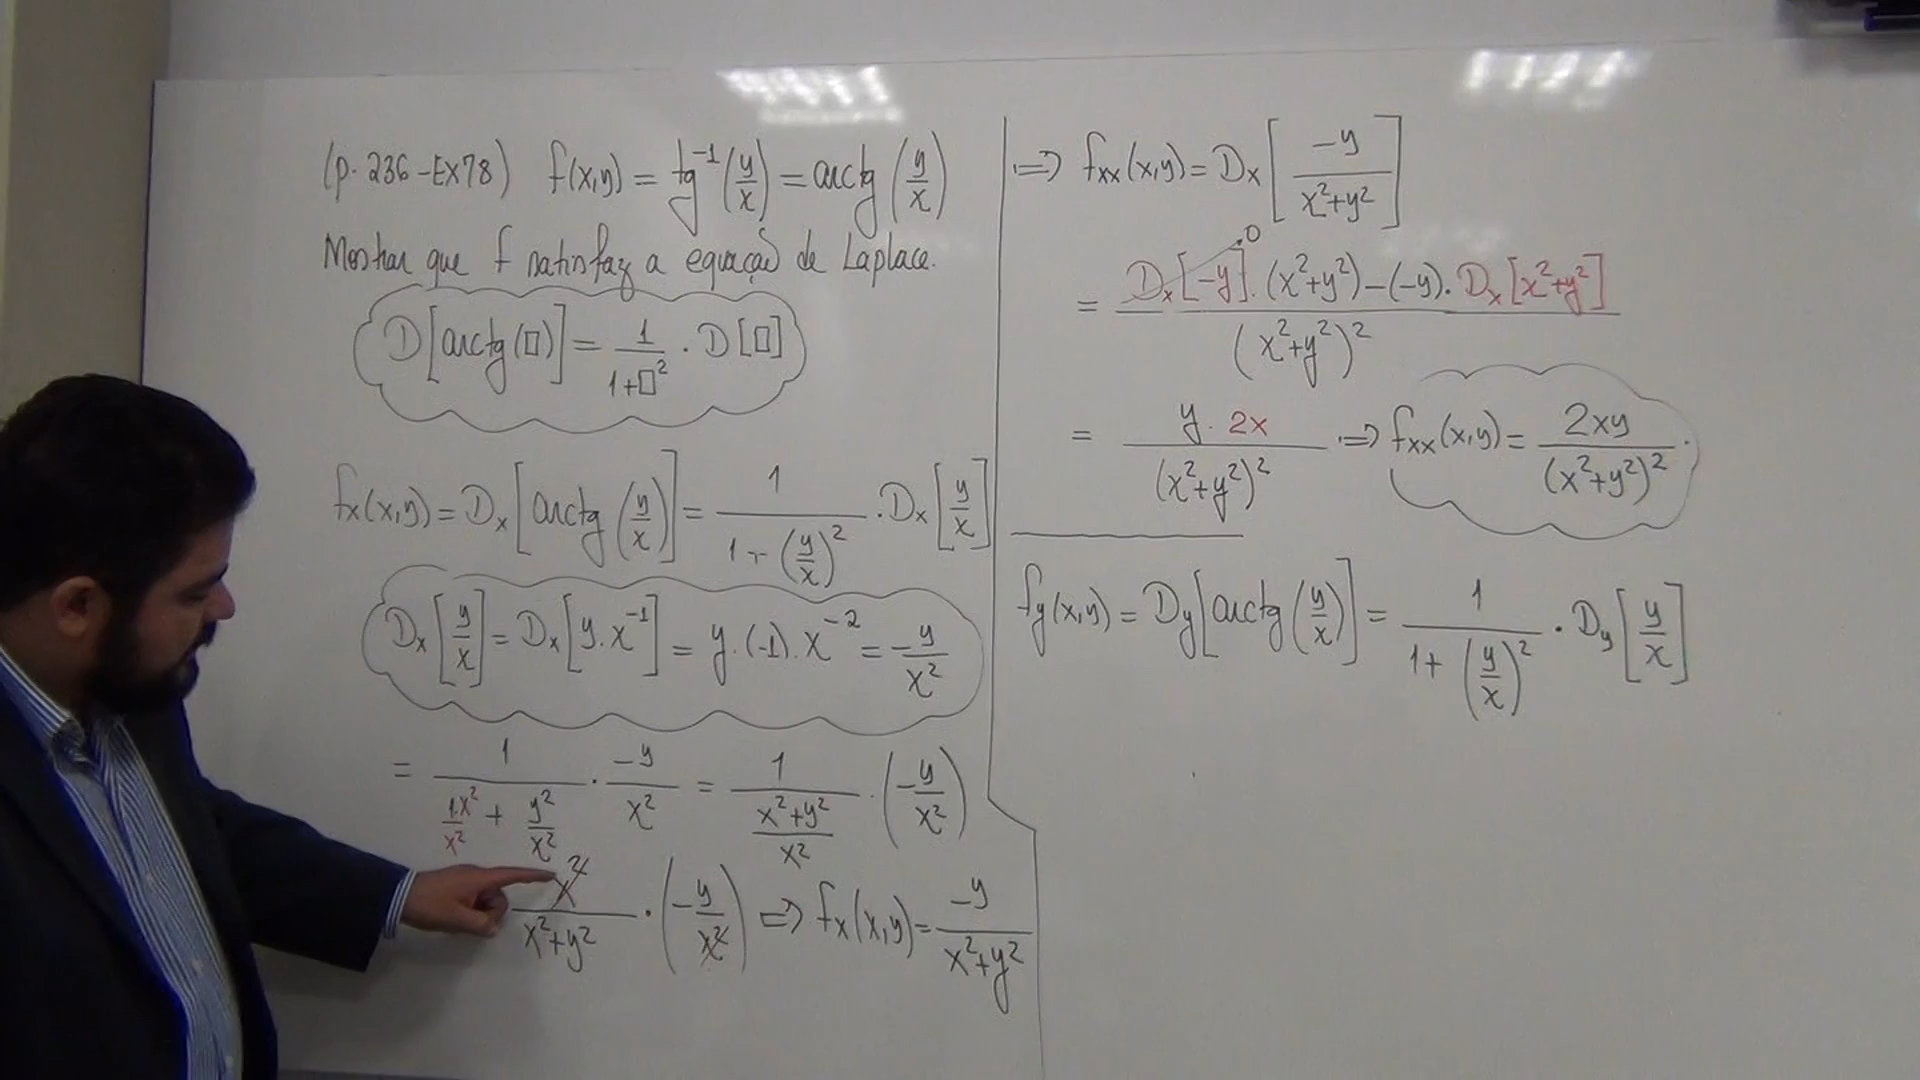 (p. 236 - Ex78) f(x,y) = tg⁻¹(y/x) = arctg(y/x)
Mostrar que f satisfaz a equação de Laplace.
D[arctg(□)] = 1/(1+□²) · D[□]
fx(x,y) = Dx[arctg(y/x)] = 1/(1+(y/x)²) · Dx[y/x]
Dx[y/x] = Dx[y·x⁻¹] = y·(-1)·x⁻² = -y/x²
= 1/(1·x²/x² + y²/x²) · -y/x² = 1/((x²+y²)/x²) · (-y/x²)
x²/(x²+y²) · (-y/x²) ⇒ fx(x,y) = -y/(x²+y²)
⇒ fxx(x,y) = Dx[-y/(x²+y²)]
= (Dx[-y]→0 · (x²+y²) - (-y) · Dx[x²+y²])/(x²+y²)²
= y·2x/(x²+y²)² ⇒ fxx(x,y) = 2xy/(x²+y²)².
fy(x,y) = Dy[arctg(y/x)] = 1/(1+(y/x)²) · Dy[y/x]